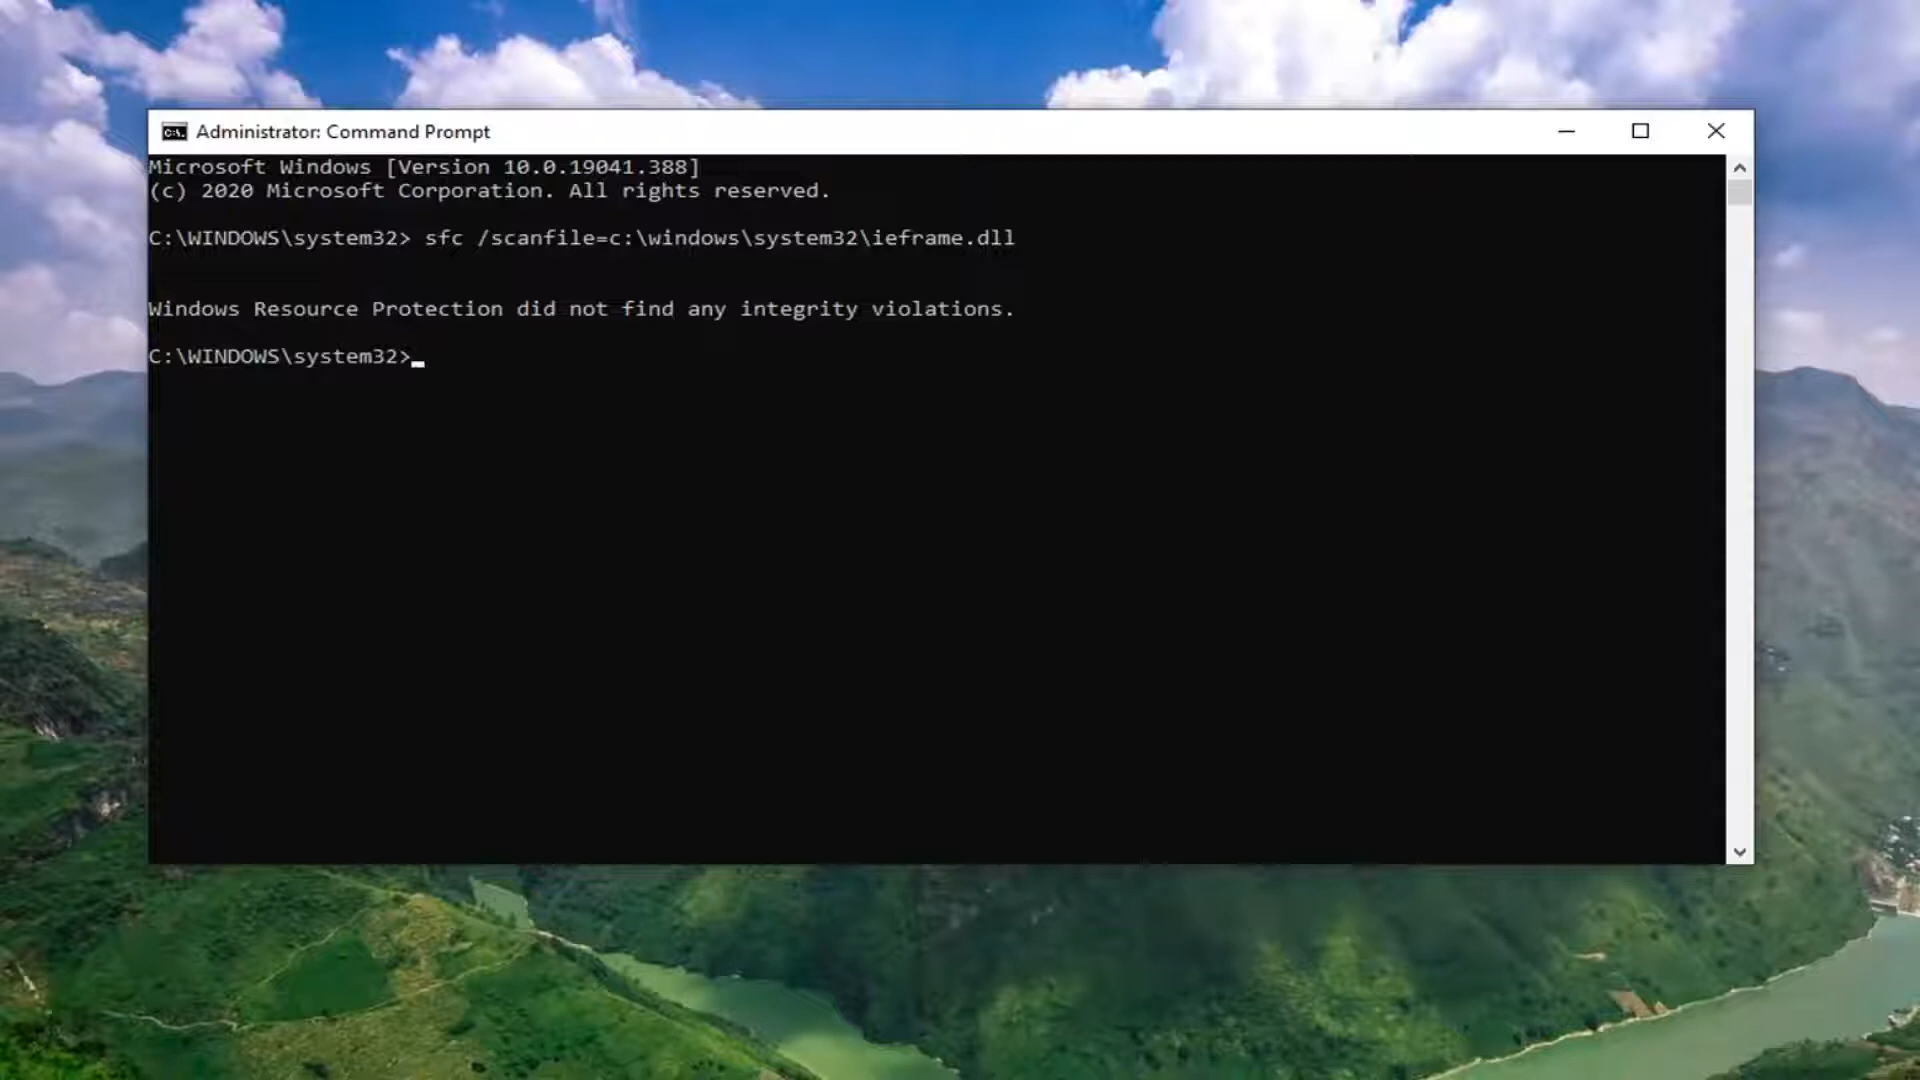 Administrator: Command Prompt
Microsoft Windows [Version 10.0.19041.388]
(c) 2020 Microsoft Corporation. All rights reserved.
C:\WINDOWS\system32> sfc /scanfile=c:\windows\system32\ieframe.dll
Windows Resource Protection did not find any integrity violations.
C:\WINDOWS\system32>